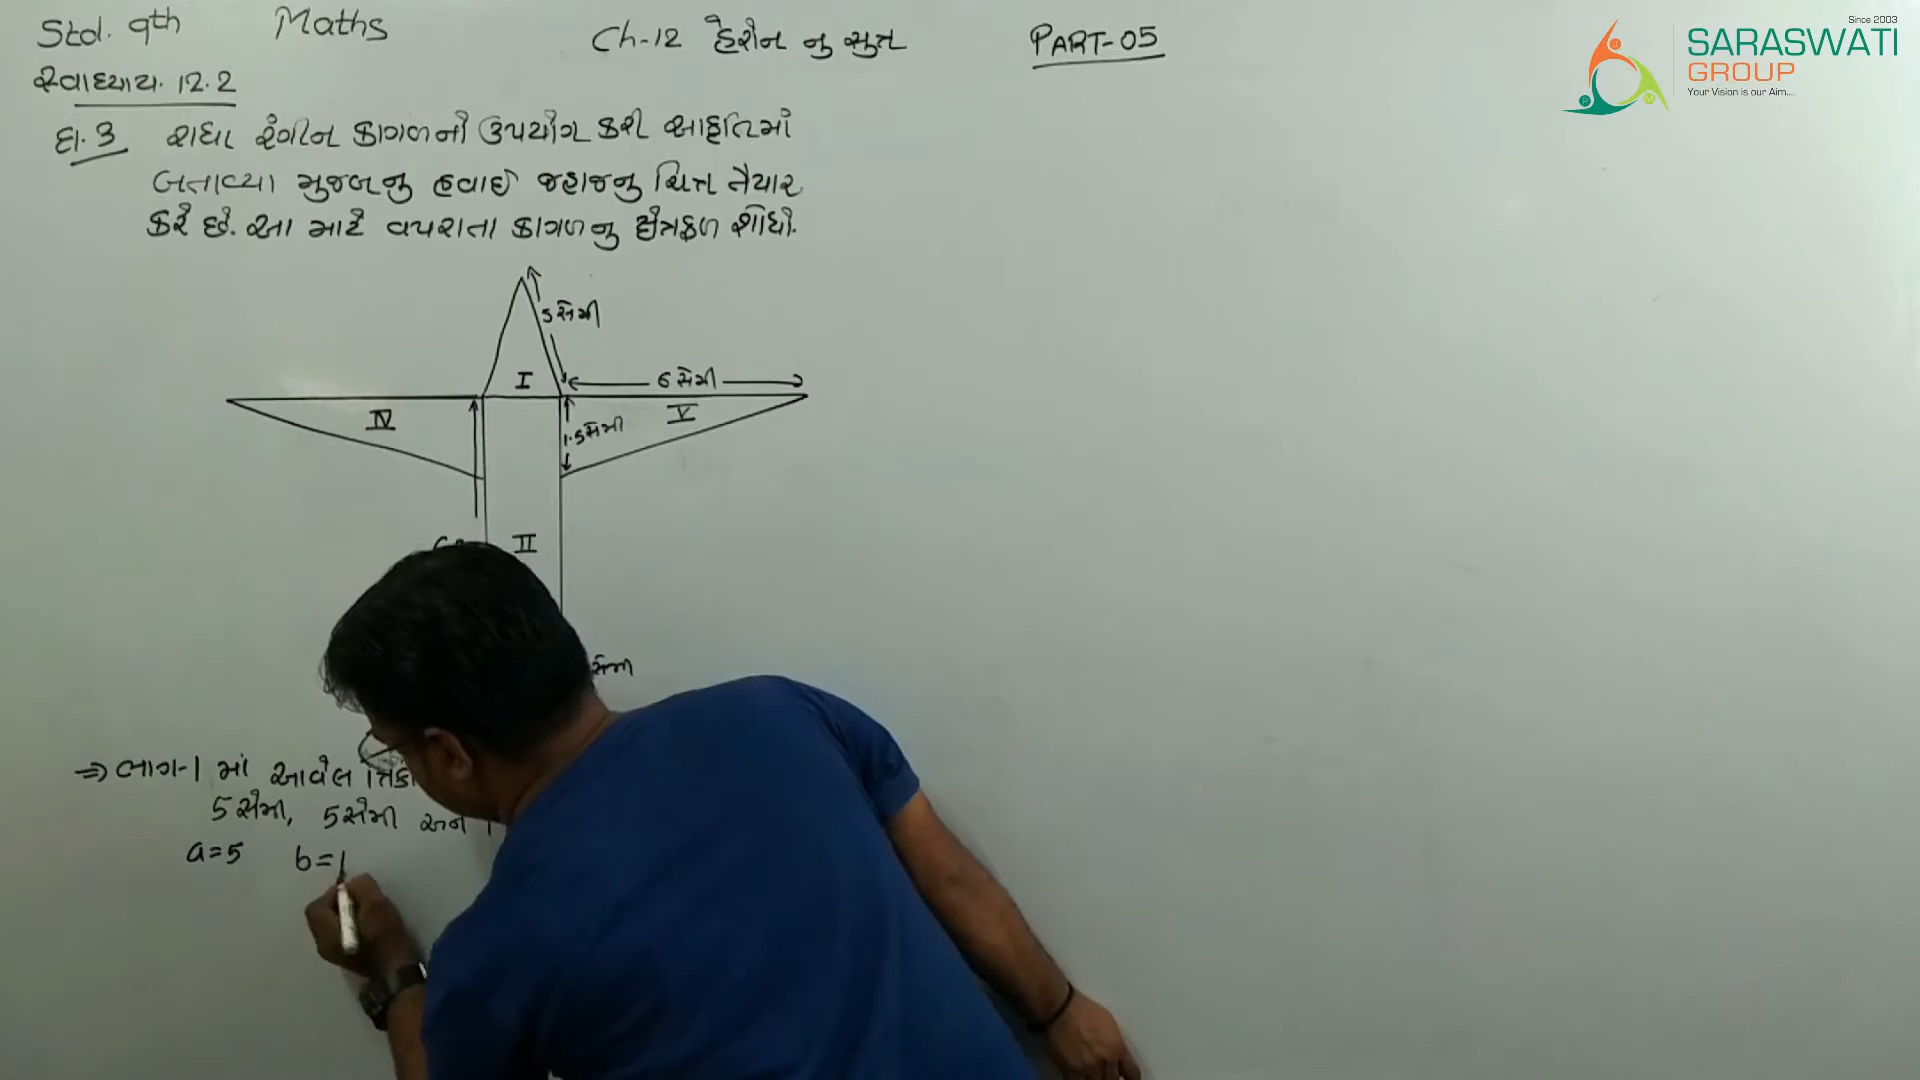 Std. 9th Maths Ch-12 હેરોન નુ સુત્ર PART-05
સ્વાધ્યાય. 12.2
દા. 3 રાધા રંગીન કાગળનો ઉપયોગ કરી આકૃતિમાં
બતાવ્યા મુજબનુ હવાઈ જહાજનુ ચિત્ર તૈયાર
કરે છે. આ માટે વપરાતા કાગળનુ ક્ષેત્રફળ શોધો.
5 સેમી
I
6 સેમી
IV
V
1.5 સેમી
II
સેમી
⇒ ભાગ-1 માં આવેલ
5 સેમી, 5 સેમી અને 1
a=5 b=1
Since 2003
SARASWATI
GROUP
Your Vision is our Aim....